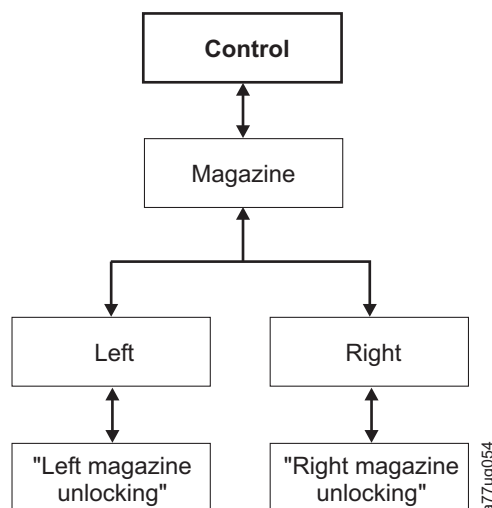 Control
Magazine
Left
Right
"Left magazine
unlocking"
"Right magazine
unlocking"
a77ug054